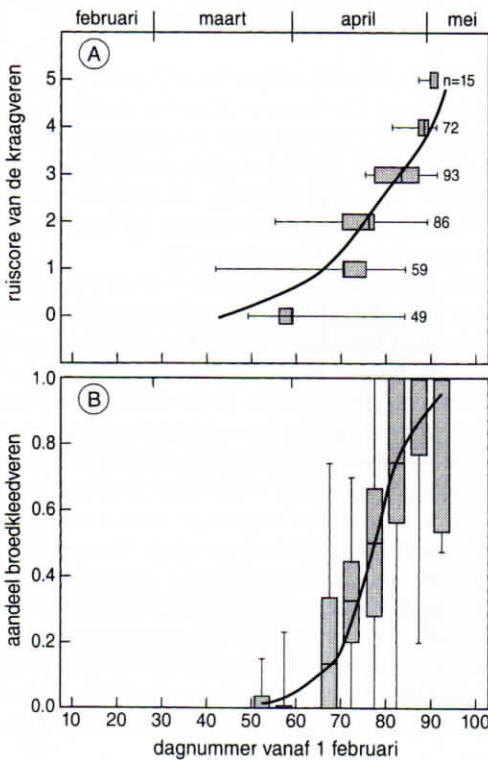 februari maart april mei
A
ruiscore van de kraagveren
5 n=15
4 72
3 93
2 86
1 59
0 49
B
aandeel broedkleedveren
1.0
0.8
0.6
0.4
0.2
0.0
10 20 30 40 50 60 70 80 90 100
dagnummer vanaf 1 februari